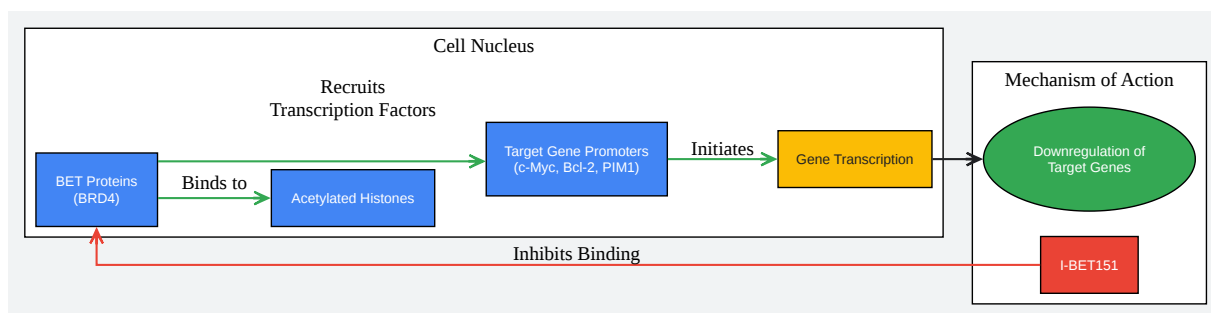 Cell Nucleus
Recruits
Transcription Factors
BET Proteins
(BRD4)
Binds to
Acetylated Histones
Target Gene Promoters
(c-Myc, Bcl-2, PIM1)
Initiates
Gene Transcription
Mechanism of Action
Downregulation of
Target Genes
Inhibits Binding
I-BET151